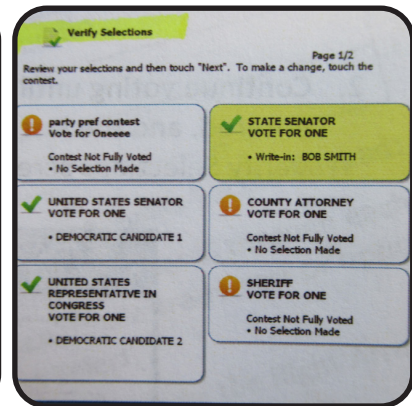 Verify Selections
Page 1/2
Review your selections and then touch "Next". To make a change, touch the
contest.
party pref contest
Vote for Oneeee
Contest Not Fully Voted
• No Selection Made
STATE SENATOR
VOTE FOR ONE
• Write-in: BOB SMITH
UNITED STATES SENATOR
VOTE FOR ONE
• DEMOCRATIC CANDIDATE 1
COUNTY ATTORNEY
VOTE FOR ONE
Contest Not Fully Voted
• No Selection Made
UNITED STATES
REPRESENTATIVE IN
CONGRESS
VOTE FOR ONE
• DEMOCRATIC CANDIDATE 2
SHERIFF
VOTE FOR ONE
Contest Not Fully Voted
• No Selection Made